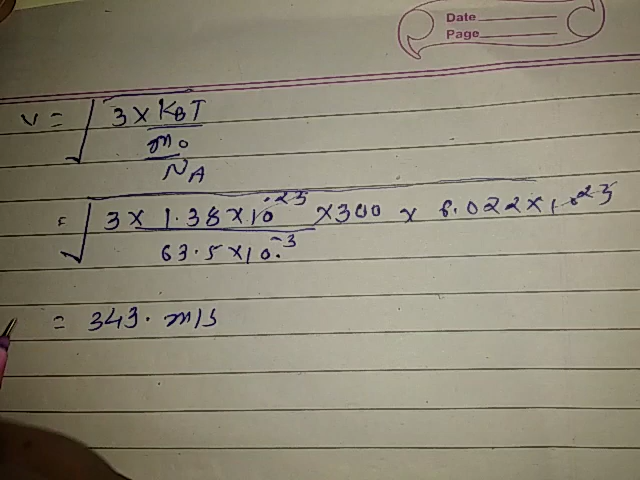 Date
Page
v = √3 × K_BT
m₀
N_A
= √3 × 1.38 × 10⁻²³ × 300 × 6.022 × 10²³
63.5 × 10⁻³
= 343. m/s